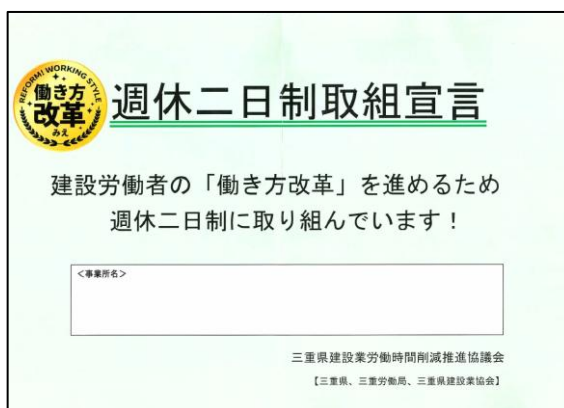 REFORM! WORKING STYLE
働き方
改革
みえ
週休二日制取組宣言
建設労働者の「働き方改革」を進めるため
週休二日制に取り組んでいます！
＜事業所名＞
三重県建設業労働時間削減推進協議会
【三重県、三重労働局、三重県建設業協会】